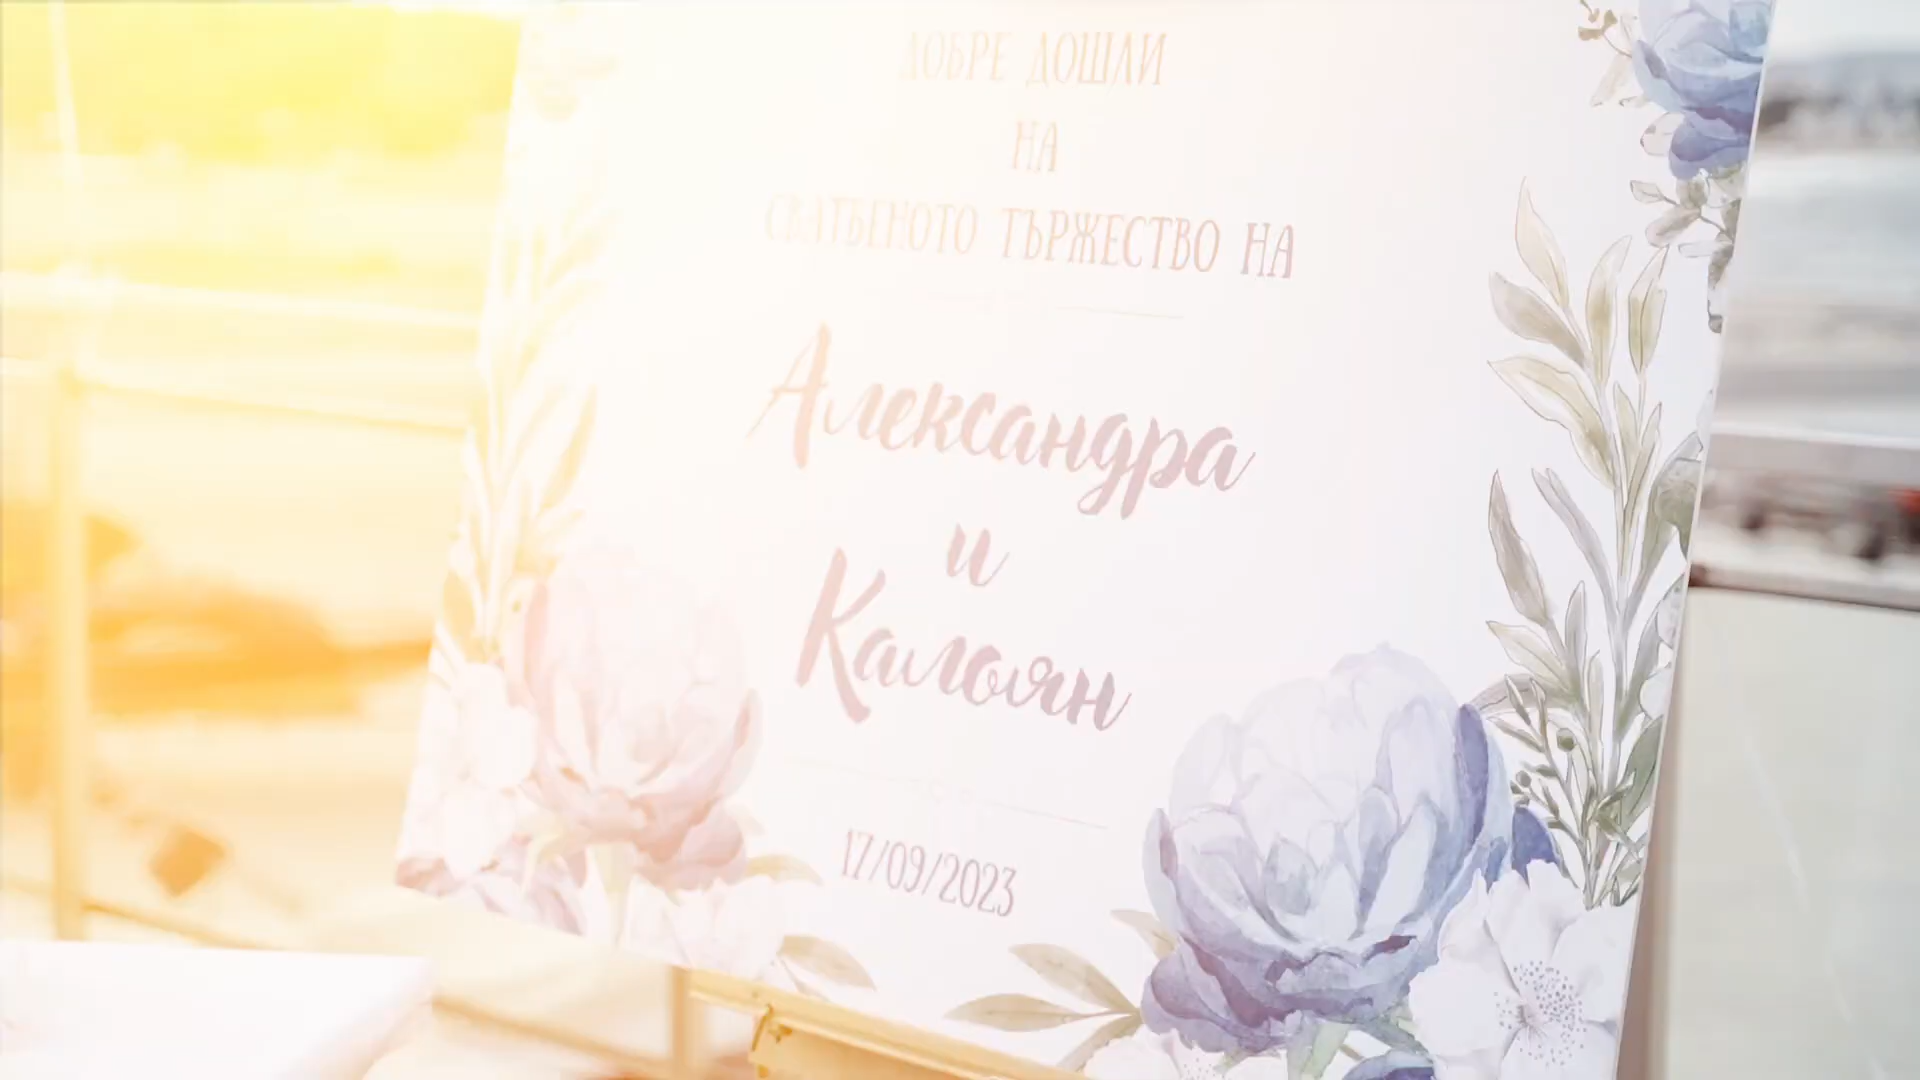 ДОБРЕ ДОШЛИ
НА
СВАТБЕНОТО ТЪРЖЕСТВО НА
Александра
и
Калоян
17/09/2023